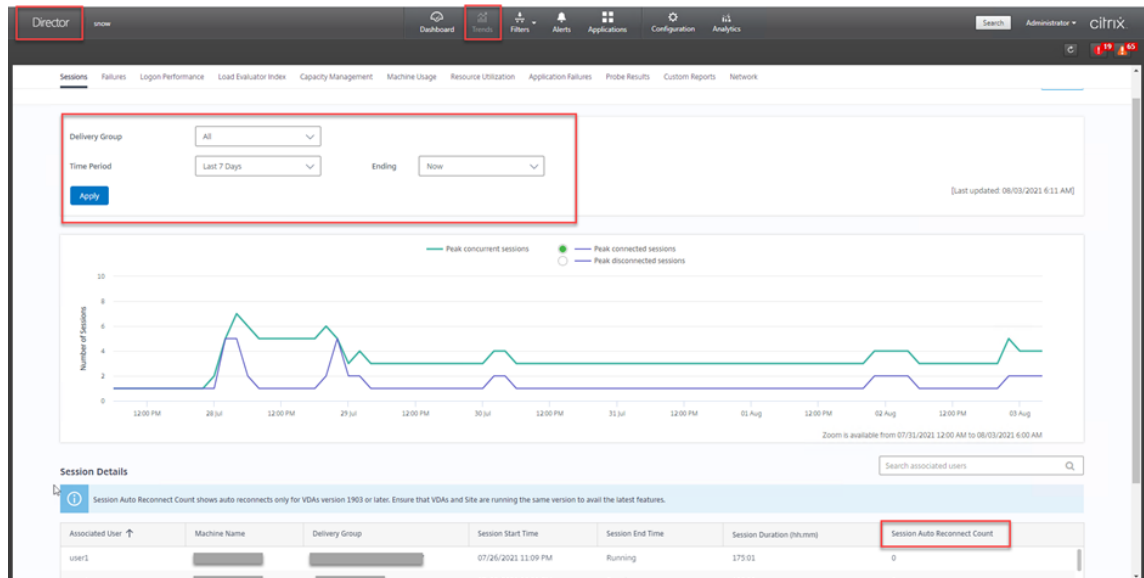 Director snow Dashboard Trends Filters Alerts Applications Configuration Analytics Search Administrator citrix
19 65
Sessions Failures Logon Performance Load Evaluator Index Capacity Management Machine Usage Resource Utilization Application Failures Probe Results Custom Reports Network
Delivery Group All
Time Period Last 7 Days Ending Now
Apply [Last updated: 08/03/2021 6:11 AM]
Peak concurrent sessions Peak connected sessions
Peak disconnected sessions
Number of Sessions
10
8
6
4
2
0
12:00 PM 28 Jul 12:00 PM 29 Jul 12:00 PM 30 Jul 12:00 PM 31 Jul 12:00 PM 01 Aug 12:00 PM 02 Aug 12:00 PM 03 Aug
Zoom is available from 07/31/2021 12:00 AM to 08/03/2021 6:00 AM
Session Details Search associated users
Session Auto Reconnect Count shows auto reconnects only for VDAs version 1903 or later. Ensure that VDAs and Site are running the same version to avail the latest features.
Associated User Machine Name Delivery Group Session Start Time Session End Time Session Duration (hh:mm) Session Auto Reconnect Count
user1 07/26/2021 11:09 PM Running 175:01 0